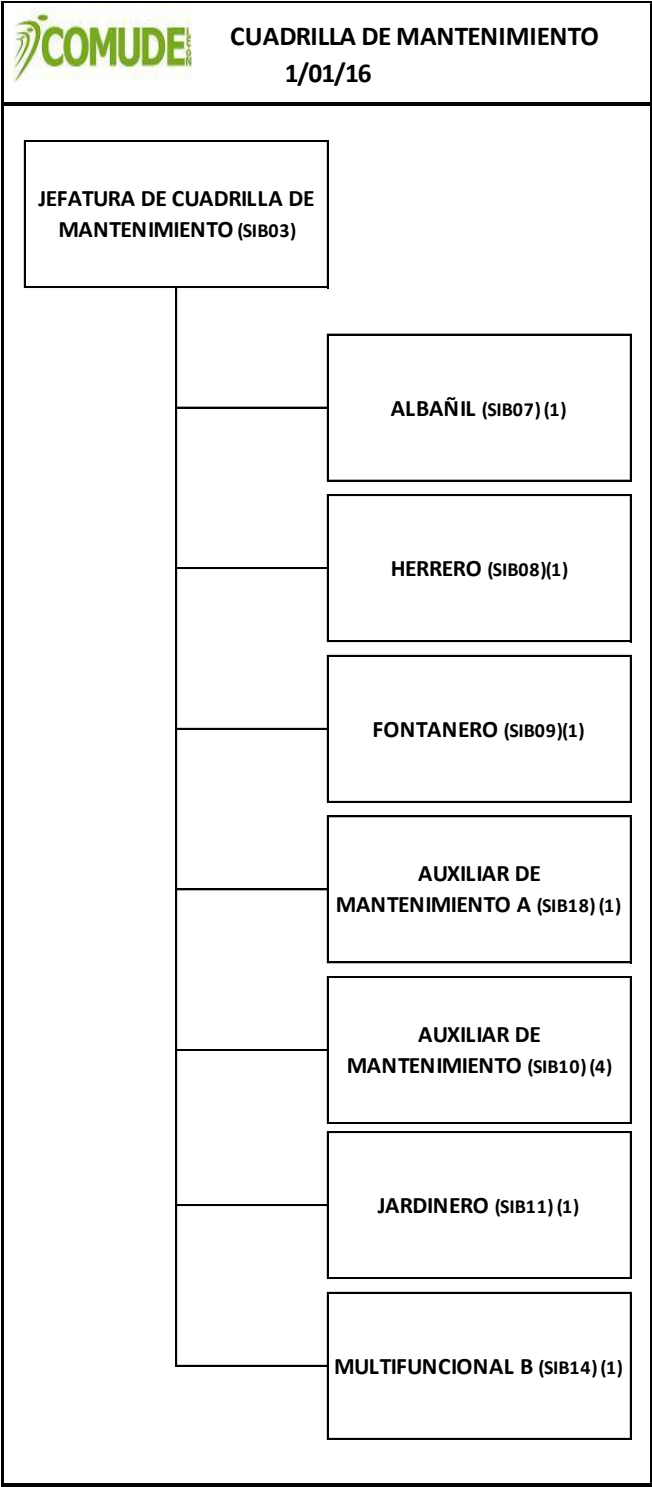 COMUDE LEON
CUADRILLA DE MANTENIMIENTO
1/01/16
JEFATURA DE CUADRILLA DE
MANTENIMIENTO (SIB03)
ALBAÑIL (SIB07) (1)
HERRERO (SIB08)(1)
FONTANERO (SIB09)(1)
AUXILIAR DE
MANTENIMIENTO A (SIB18) (1)
AUXILIAR DE
MANTENIMIENTO (SIB10) (4)
JARDINERO (SIB11) (1)
MULTIFUNCIONAL B (SIB14) (1)